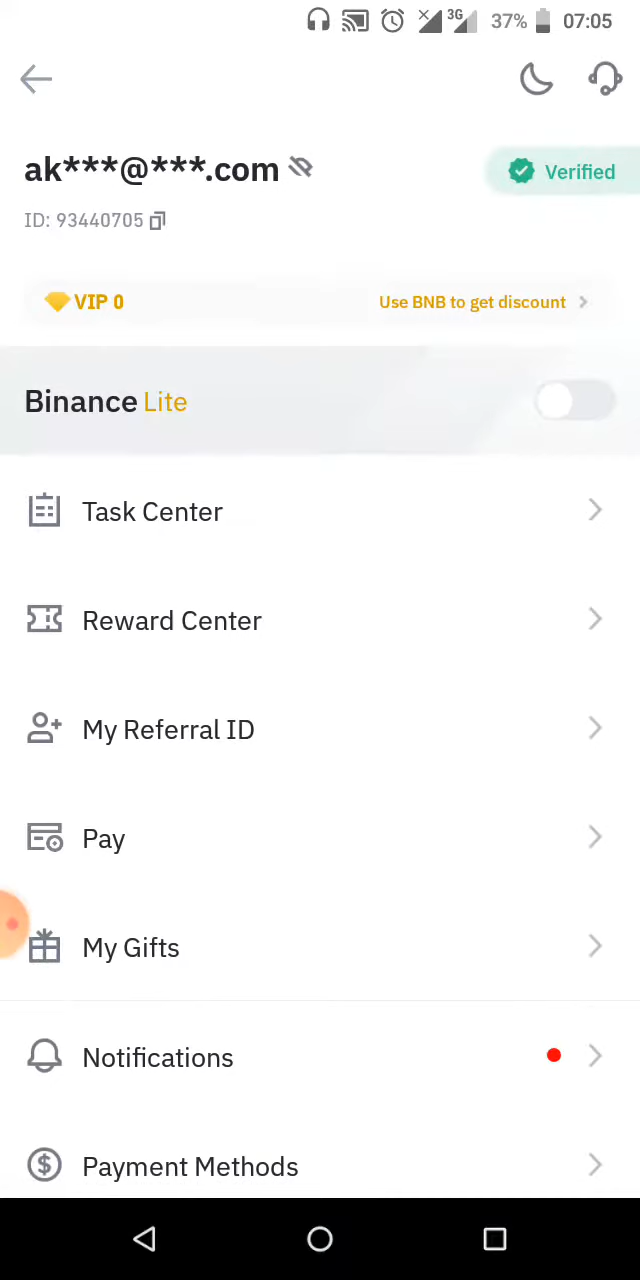 3G 37% 07:05
ak***@***.com
Verified
ID: 93440705
VIP 0 Use BNB to get discount
Binance Lite
Task Center
Reward Center
My Referral ID
Pay
My Gifts
Notifications
Payment Methods